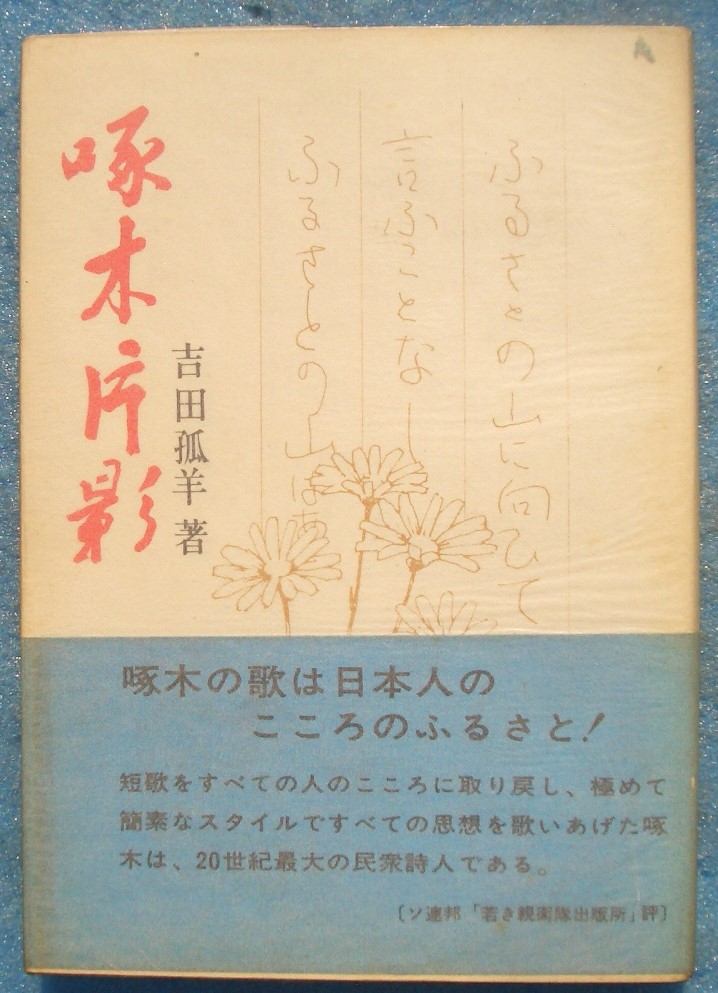 啄木片影
吉田孤羊 著
ふるさとの山に向ひて
言ふことなし
ふるさとの山は
啄木の歌は日本人の
こころのふるさと!
短歌をすべての人のこころに取り戻し、極めて
簡素なスタイルですべての思想を歌いあげた啄
木は、20世紀最大の民衆詩人である。
〔ソ連邦「若き親衛隊出版所」評〕